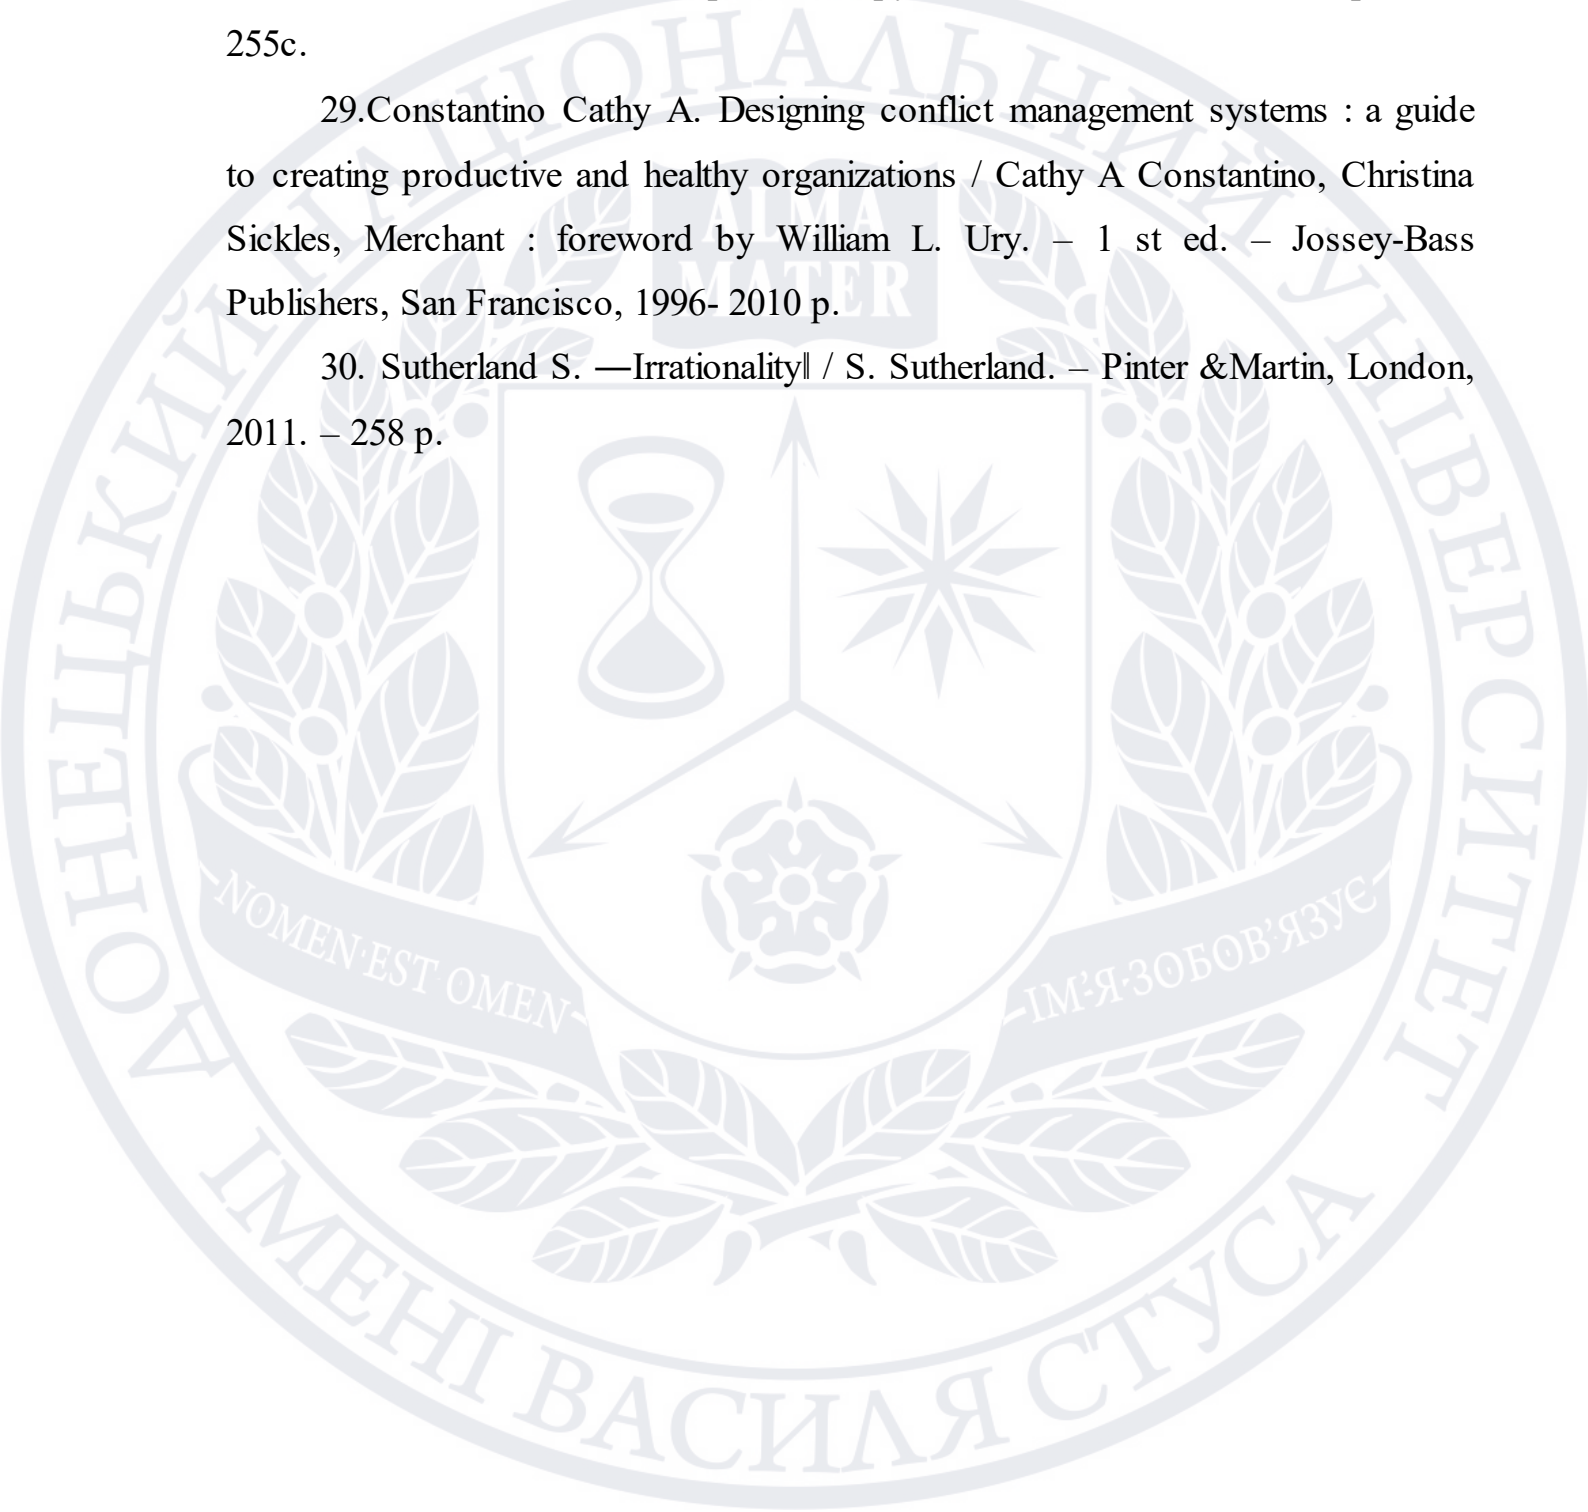 255с.
29.Constantino Cathy A. Designing conflict management systems : a guide
to creating productive and healthy organizations / Cathy A Constantino, Christina
Sickles, Merchant : foreword by William L. Ury. – 1 st ed. – Jossey-Bass
Publishers, San Francisco, 1996- 2010 p.
30. Sutherland S. ―Irrationality‖ / S. Sutherland. – Pinter &Martin, London,
2011. – 258 p.
ДОНЕЦЬКИЙ НАЦІОНАЛЬНИЙ УНІВЕРСИТЕТ
ІМЕНІ ВАСИЛЯ СТУСА
ALMA
MATER
NOMEN·EST·OMEN
ІМ'Я·ЗОБОВ'ЯЗУЄ